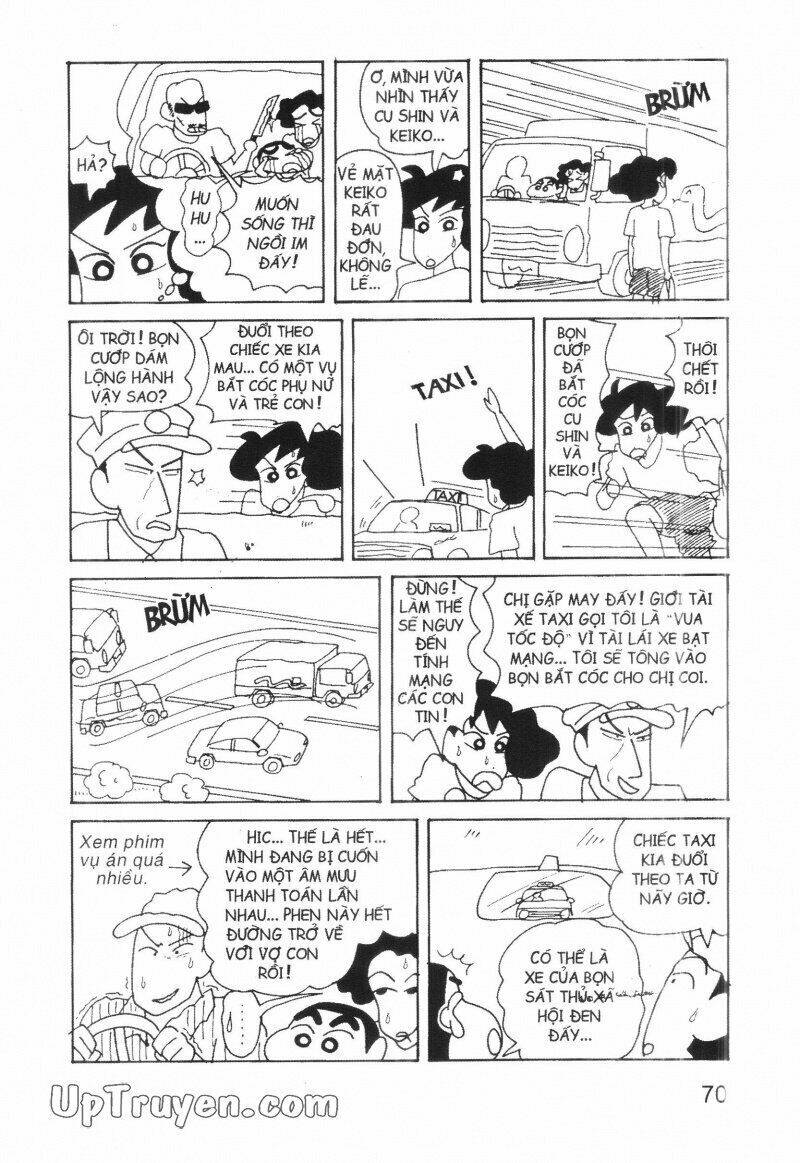 BRỪM
Ơ, MÌNH VỪA
NHÌN THẤY
CU SHIN VÀ
KEIKO...
VẺ MẶT
KEIKO
RẤT
ĐAU
ĐỚN,
KHÔNG
LẼ...
MUỐN
SỐNG THÌ
NGỒI IM
ĐẤY!
HU
HU
...
HẢ?
THÔI
CHẾT
RỒI!
BỌN
CƯỚP
ĐÃ
BẮT
CÓC
CU
SHIN
VÀ
KEIKO!
TAXI!
TAXI
ĐUỔI THEO
CHIẾC XE KIA
MAU... CÓ MỘT VỤ
BẮT CÓC PHỤ NỮ
VÀ TRẺ CON!
ÔI TRỜI! BỌN
CƯỚP DÁM
LỘNG HÀNH
VẬY SAO?
CHỊ GẶP MAY ĐẤY! GIỚI TÀI
XẾ TAXI GỌI TÔI LÀ "VUA
TỐC ĐỘ" VÌ TÀI LÁI XE BẠT
MẠNG... TÔI SẼ TÔNG VÀO
BỌN BẮT CÓC CHO CHỊ COI.
ĐỪNG!
LÀM THẾ
SẼ NGUY
ĐẾN
TÍNH
MẠNG
CÁC CON
TIN!
BRỪM
CHIẾC TAXI
KIA ĐUỔI
THEO TA TỪ
NÃY GIỜ.
CÓ THỂ LÀ
XE CỦA BỌN
SÁT THỦ XÃ
HỘI ĐEN
ĐẤY...
HIC... THẾ LÀ HẾT...
MÌNH ĐANG BỊ CUỐN
VÀO MỘT ÂM MƯU
THANH TOÁN LẪN
NHAU... PHEN NÀY HẾT
ĐƯỜNG TRỞ VỀ
VỚI VỢ CON
RỒI!
Xem phim
vụ án quá
nhiều.
UpTruyen.com
70